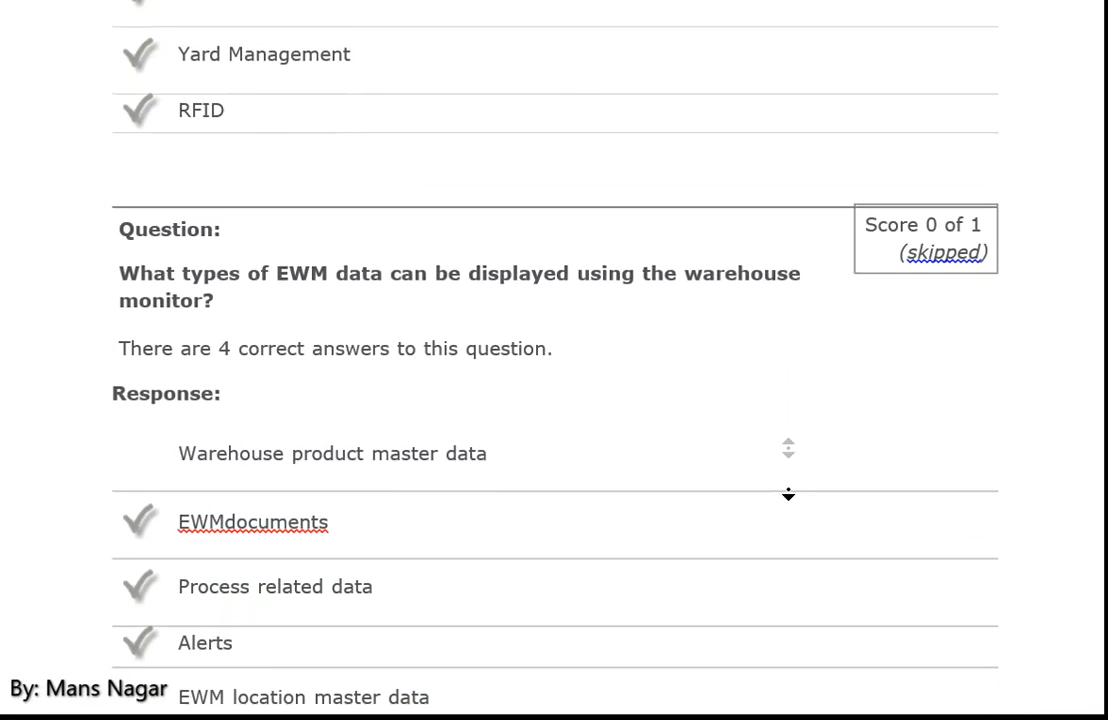 Yard Management
RFID
Question:
Score 0 of 1
(skipped)
What types of EWM data can be displayed using the warehouse
monitor?
There are 4 correct answers to this question.
Response:
Warehouse product master data
EWMdocuments
Process related data
Alerts
By: Mans Nagar
EWM location master data